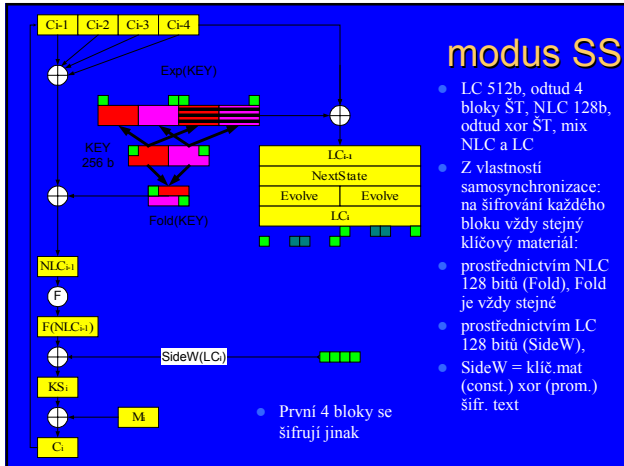 Ci-1 Ci-2 Ci-3 Ci-4
modus SS
Exp(KEY)
KEY
256 b
Fold(KEY)
LCi-1
NextState
Evolve Evolve
LCi
NLCi-1
F
F(NLCi-1)
SideW(LCi)
KSi
Mi
Ci
LC 512b, odtud 4
bloky ŠT, NLC 128b,
odtud xor ŠT, mix
NLC a LC
Z vlastností
samosynchronizace:
na šifrování každého
bloku vždy stejný
klíčový materiál:
prostřednictvím NLC
128 bitů (Fold), Fold
je vždy stejné
prostřednictvím LC
128 bitů (SideW),
SideW = klíč.mat
(const.) xor (prom.)
šifr. text
První 4 bloky se
šifrují jinak